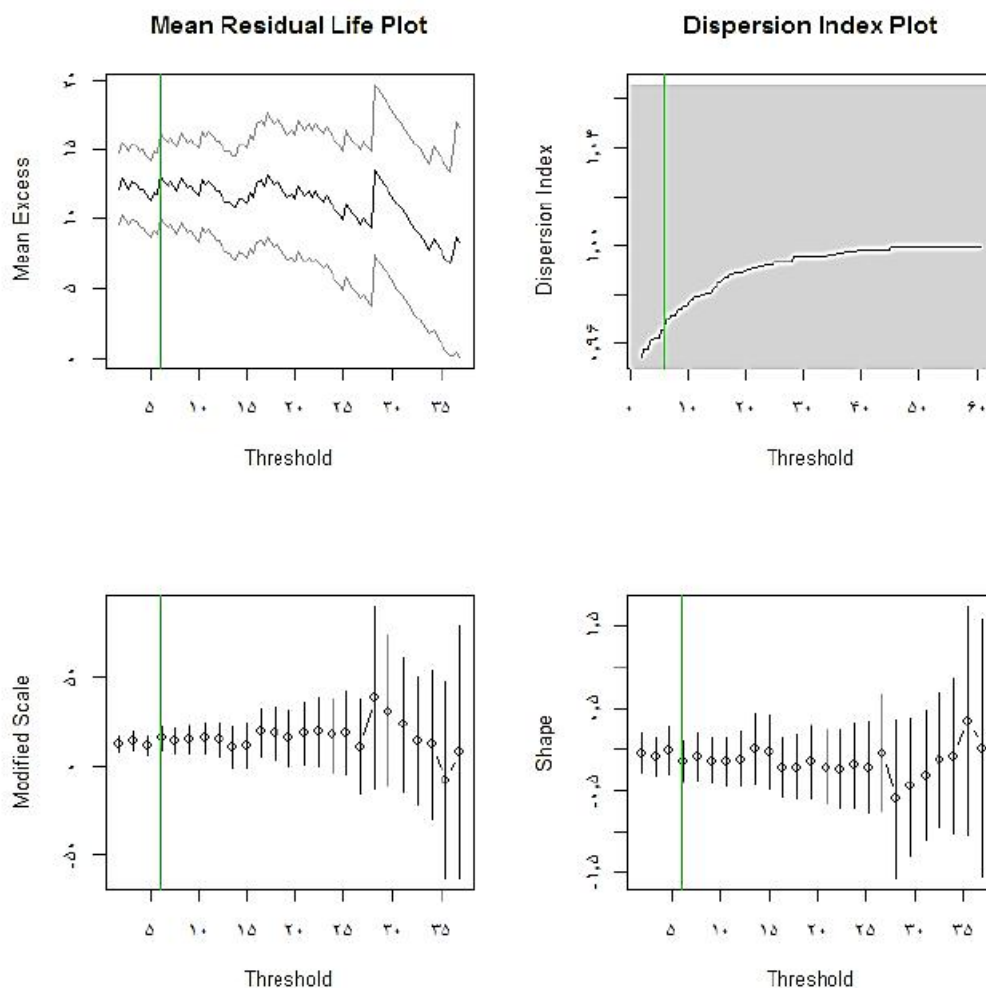 Mean Residual Life Plot
Mean Excess
۲۰
۱۵
۱۰
۵
۰
۵ ۱۰ ۱۵ ۲۰ ۲۵ ۳۰ ۳۵
Threshold
Dispersion Index Plot
Dispersion Index
۱,۰۴
۱,۰۰
۰,۹۶
۰ ۱۰ ۲۰ ۳۰ ۴۰ ۵۰ ۶۰
Threshold
Modified Scale
۵۰
۰
-۵۰
۵ ۱۰ ۱۵ ۲۰ ۲۵ ۳۰ ۳۵
Threshold
Shape
۱,۵
۰,۵
-۰,۵
-۱,۵
۵ ۱۰ ۱۵ ۲۰ ۲۵ ۳۰ ۳۵
Threshold